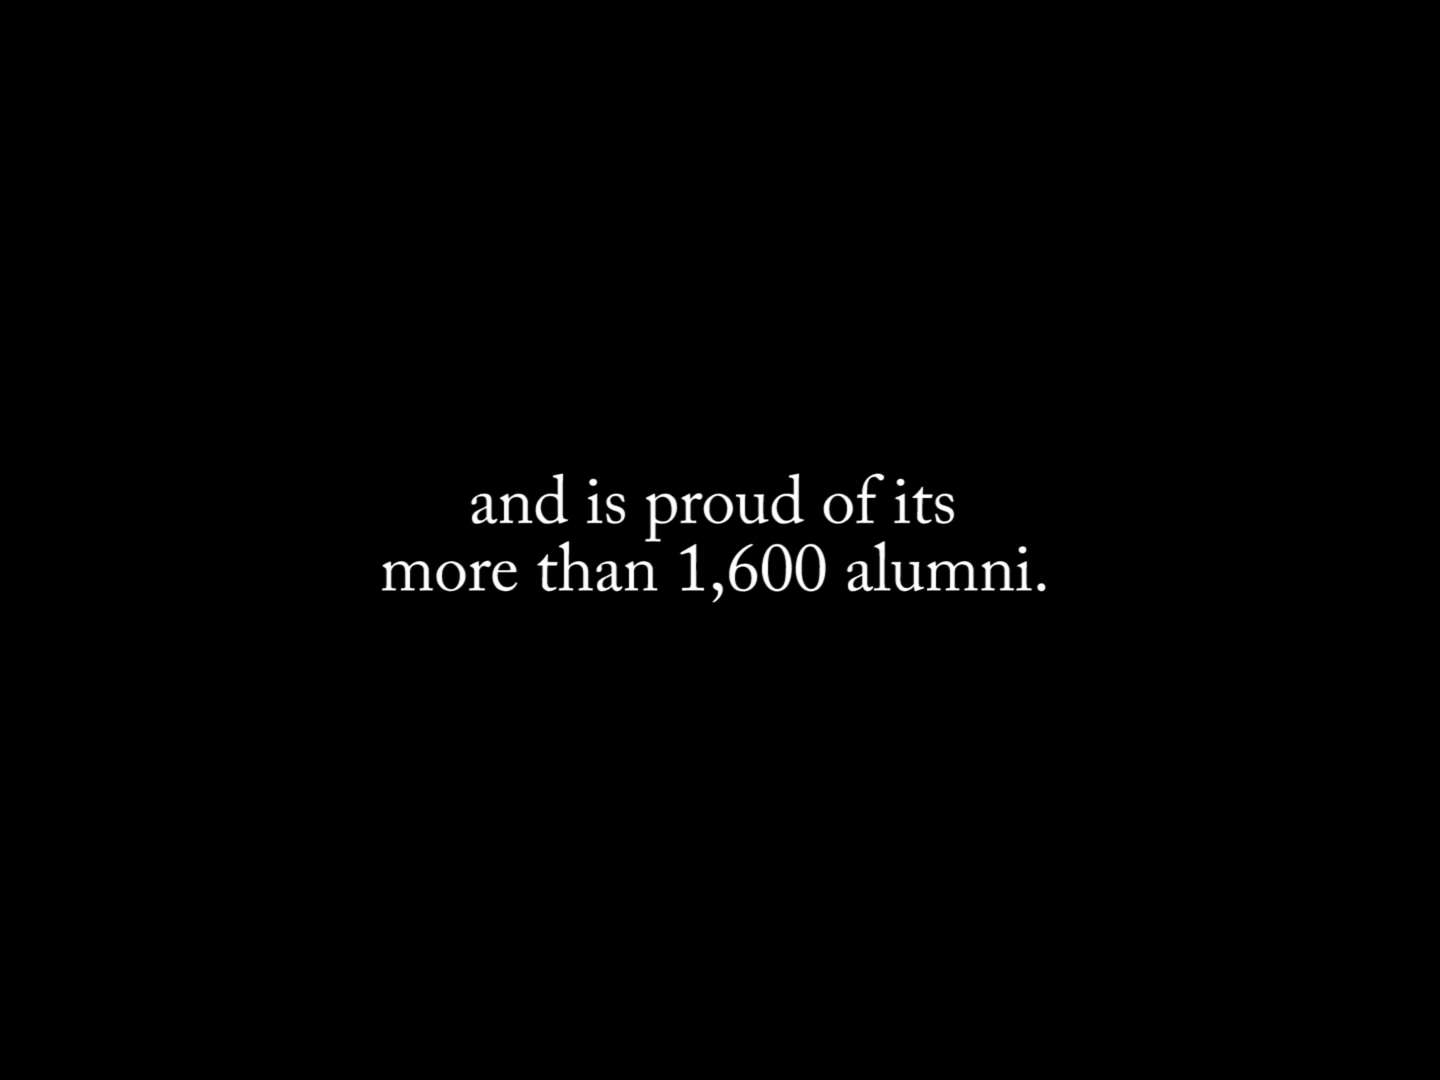 and is proud of its
more than 1,600 alumni.